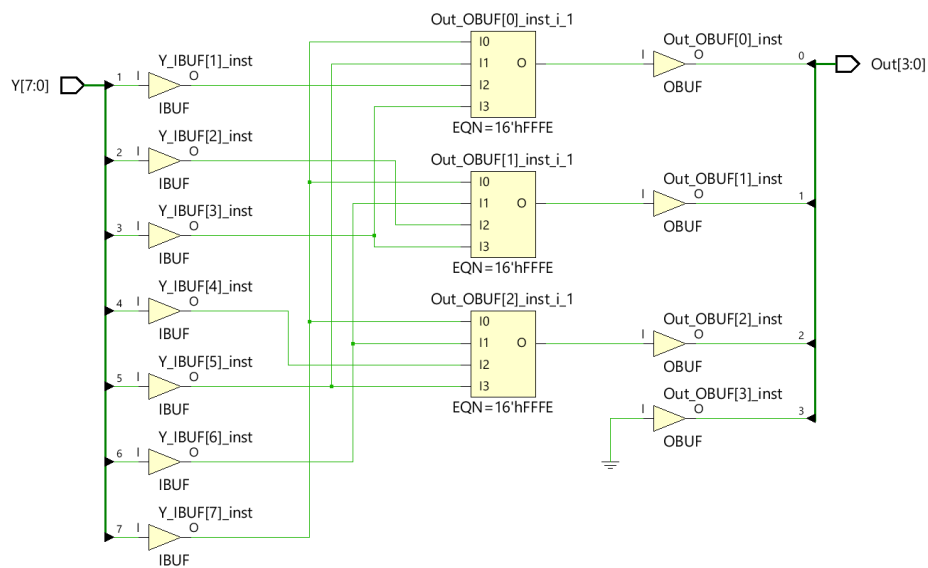 Out_OBUF[0]_inst_i_1
I0
I1
I2
I3
O
EQN=16'hFFFE
Out_OBUF[0]_inst
I
O
OBUF
0
Out[3:0]
Y[7:0]
1
Y_IBUF[1]_inst
I
O
IBUF
2
Y_IBUF[2]_inst
I
O
IBUF
Out_OBUF[1]_inst_i_1
I0
I1
I2
I3
O
EQN=16'hFFFE
Out_OBUF[1]_inst
I
O
OBUF
1
3
Y_IBUF[3]_inst
I
O
IBUF
4
Y_IBUF[4]_inst
I
O
IBUF
Out_OBUF[2]_inst_i_1
I0
I1
I2
I3
O
EQN=16'hFFFE
Out_OBUF[2]_inst
I
O
OBUF
2
5
Y_IBUF[5]_inst
I
O
IBUF
Out_OBUF[3]_inst
I
O
OBUF
3
6
Y_IBUF[6]_inst
I
O
IBUF
7
Y_IBUF[7]_inst
I
O
IBUF